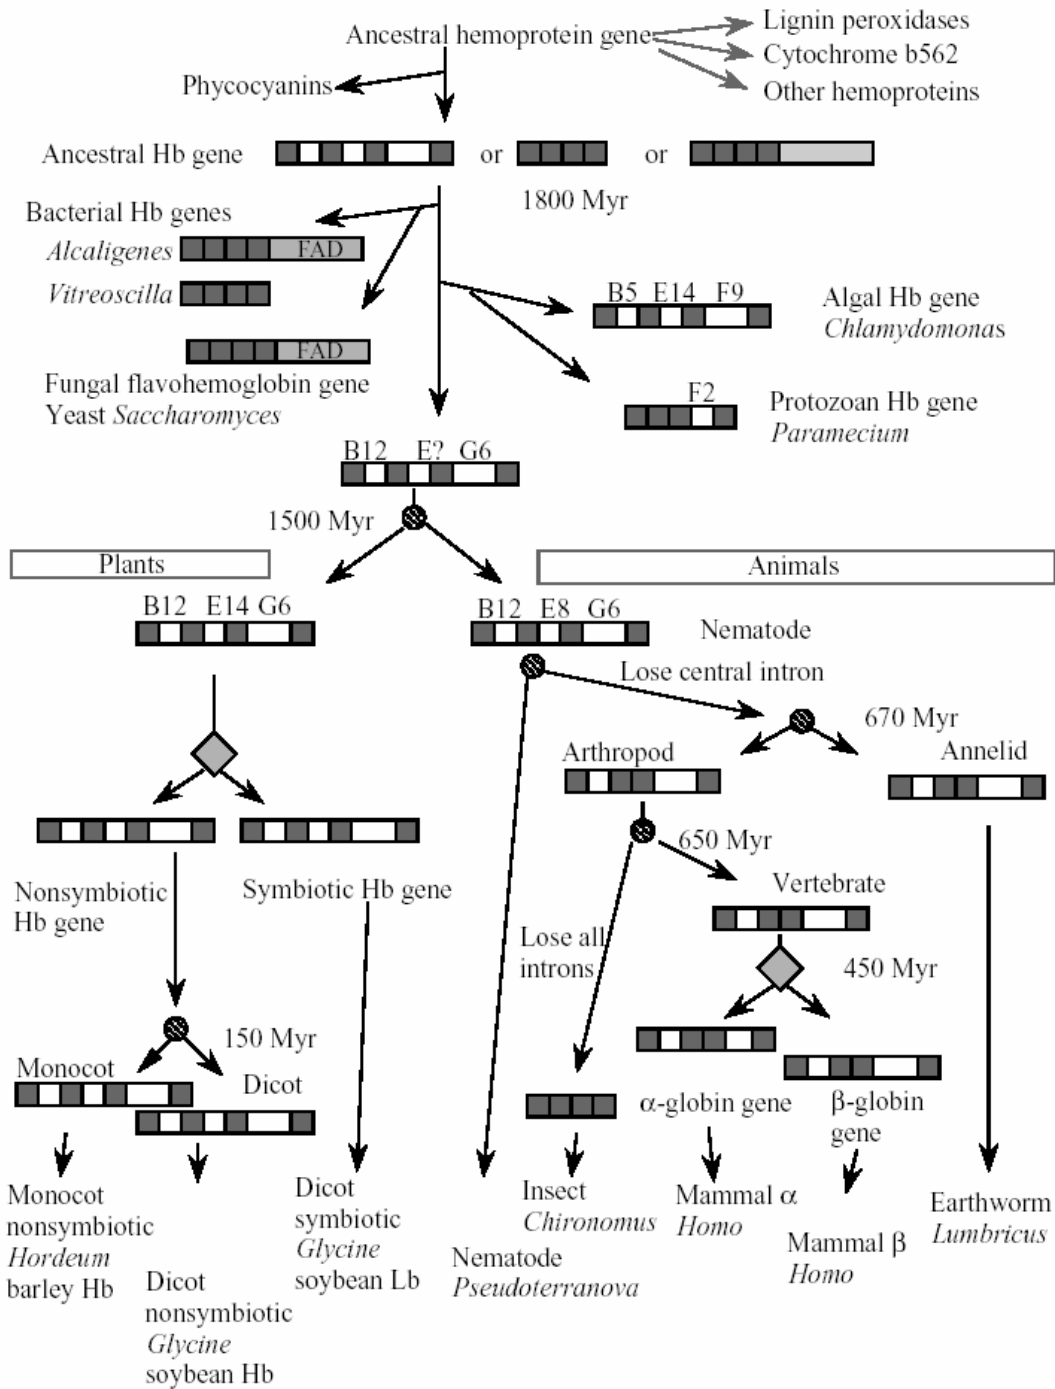 Ancestral hemoprotein gene
Lignin peroxidases
Cytochrome b562
Other hemoproteins
Phycocyanins
Ancestral Hb gene
or
or
1800 Myr
Bacterial Hb genes
Alcaligenes
FAD
Vitreoscilla
FAD
Fungal flavohemoglobin gene
Yeast Saccharomyces
B5 E14 F9
Algal Hb gene
Chlamydomonas
F2
Protozoan Hb gene
Paramecium
B12 E? G6
1500 Myr
Plants
Animals
B12 E14 G6
B12 E8 G6
Nematode
Lose central intron
670 Myr
Arthropod
Annelid
650 Myr
Nonsymbiotic
Hb gene
Symbiotic Hb gene
Vertebrate
Lose all
introns
450 Myr
150 Myr
Monocot
Dicot
α-globin gene
β-globin
gene
Monocot
nonsymbiotic
Hordeum
barley Hb
Dicot
nonsymbiotic
Glycine
soybean Hb
Dicot
symbiotic
Glycine
soybean Lb
Nematode
Pseudoterranova
Insect
Chironomus
Mammal α
Homo
Mammal β
Homo
Earthworm
Lumbricus